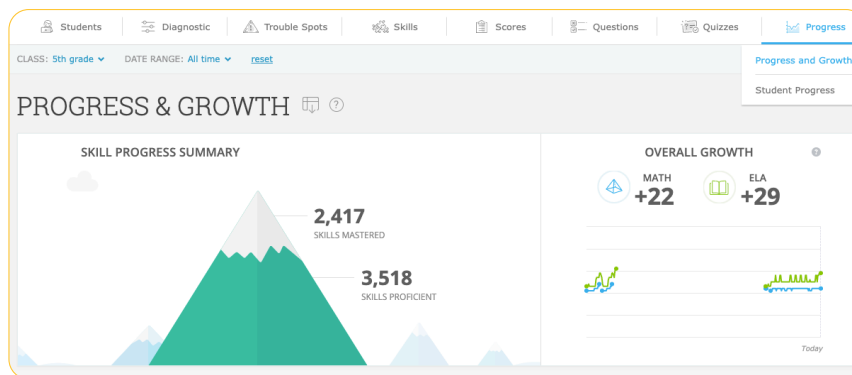 Students Diagnostic Trouble Spots Skills Scores Questions Quizzes Progress
CLASS: 5th grade DATE RANGE: All time reset
Progress and Growth
Student Progress
PROGRESS & GROWTH ?
SKILL PROGRESS SUMMARY
2,417
SKILLS MASTERED
3,518
SKILLS PROFICIENT
OVERALL GROWTH ?
MATH
+22
ELA
+29
Today